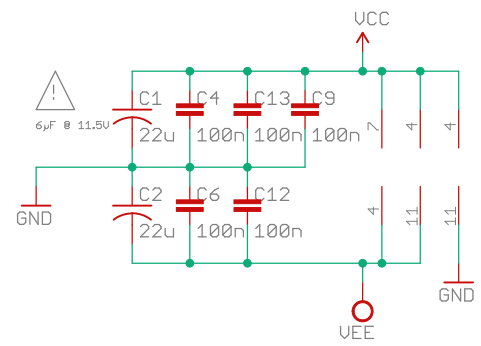 VCC
C1 C4 C13 C9
! 7 4 4
6µF @ 11.5V
22u 100n 100n 100n
C2 C6 C12
GND 4 11 11
22u 100n 100n
GND
VEE